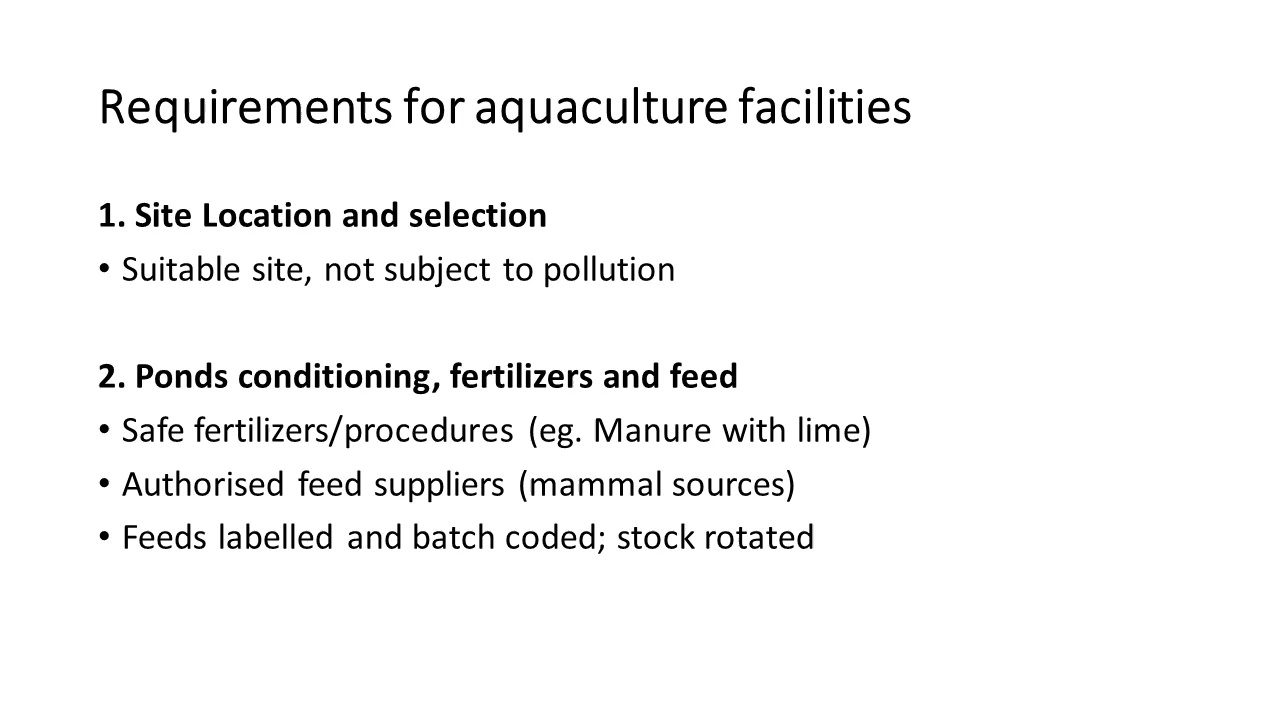 Requirements for aquaculture facilities
1. Site Location and selection
• Suitable site, not subject to pollution
2. Ponds conditioning, fertilizers and feed
• Safe fertilizers/procedures (eg. Manure with lime)
• Authorised feed suppliers (mammal sources)
• Feeds labelled and batch coded; stock rotated